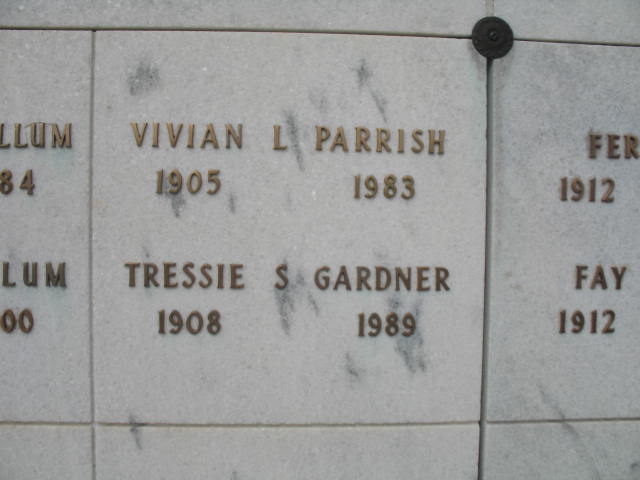 VIVIAN L PARRISH
1905 1983
TRESSIE S GARDNER
1908 1989
LLUM
84
LUM
00
FER
1912
FAY
1912